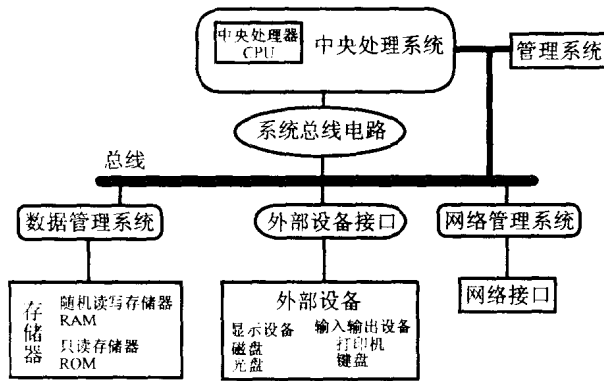 中央处理器
CPU
中央处理系统
管理系统
系统总线电路
总线
数据管理系统
外部设备接口
网络管理系统
存储器
随机读写存储器
RAM
只读存储器
ROM
外部设备
显示设备
磁盘
光盘
输入输出设备
打印机
键盘
网络接口